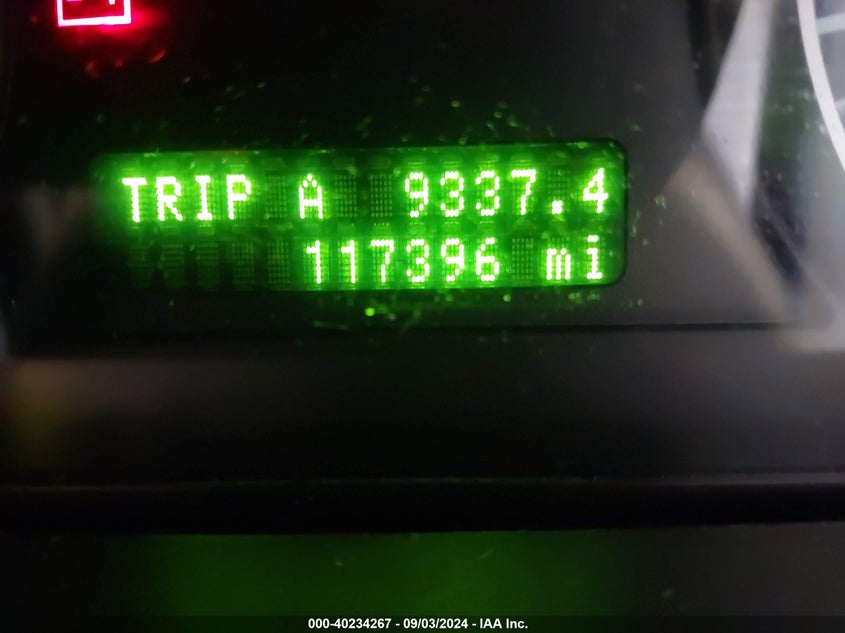 TRIP A 9337.4
117396 mi
000-40234267 - 09/03/2024 - IAA Inc.